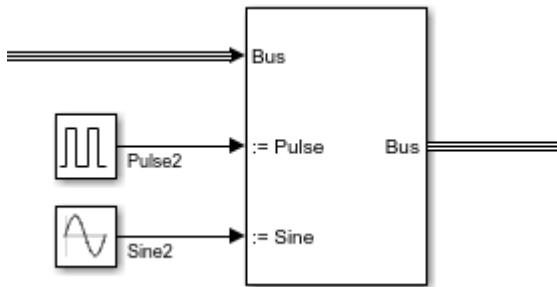 Bus
:= Pulse
Bus
Pulse2
:= Sine
Sine2